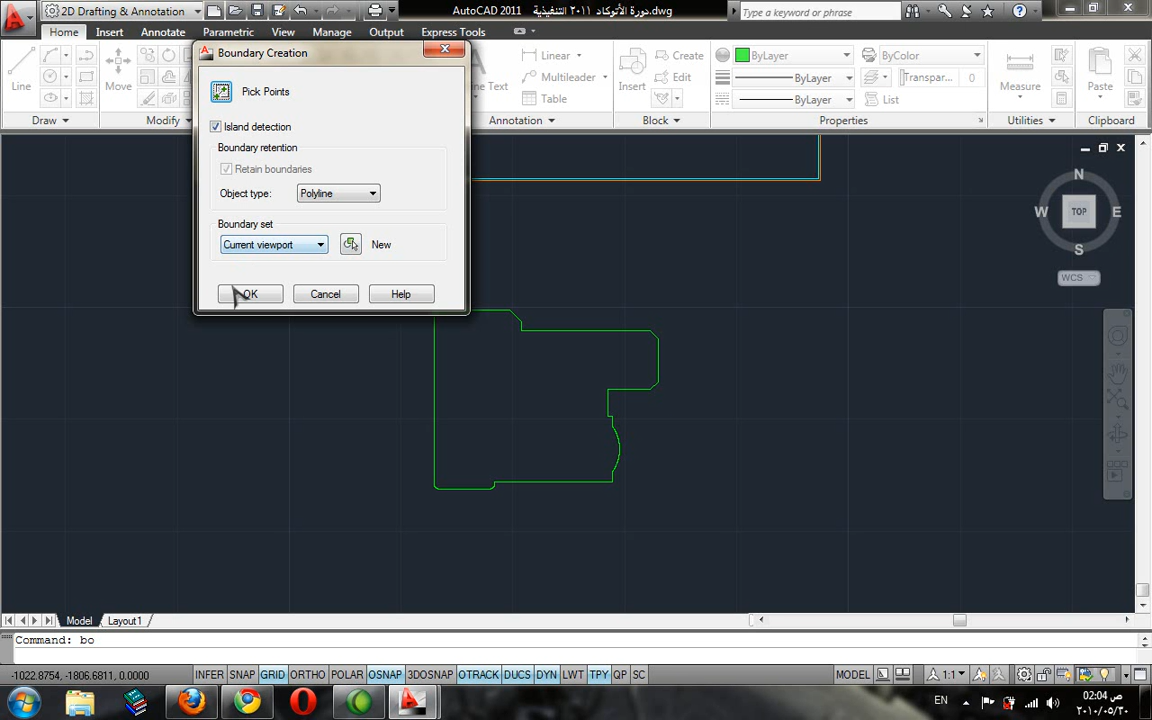 2D Drafting & Annotation
AutoCAD 2011 دورة الأتوكاد ٢٠١١ التنفيذية.dwg
Type a keyword or phrase
Home Insert Annotate Parametric View Manage Output Express Tools
Boundary Creation
Pick Points
Island detection
Boundary retention
Retain boundaries
Object type: Polyline
Boundary set
Current viewport New
OK Cancel Help
Line
Move
Linear
Multileader
Table
Insert
Create
Edit
ByLayer
ByLayer
ByLayer
ByColor
Transpar... 0
List
Measure
Paste
Draw Modify Annotation Block Properties Utilities Clipboard
N
W TOP E
S
WCS
Model Layout1
Command: bo
-1022.8754, -1806.6811, 0.0000 INFER SNAP GRID ORTHO POLAR OSNAP 3DOSNAP OTRACK DUCS DYN LWT TPY QP SC MODEL 1:1
EN
02:04 ص
٢٠١٠/٠٥/٢٠